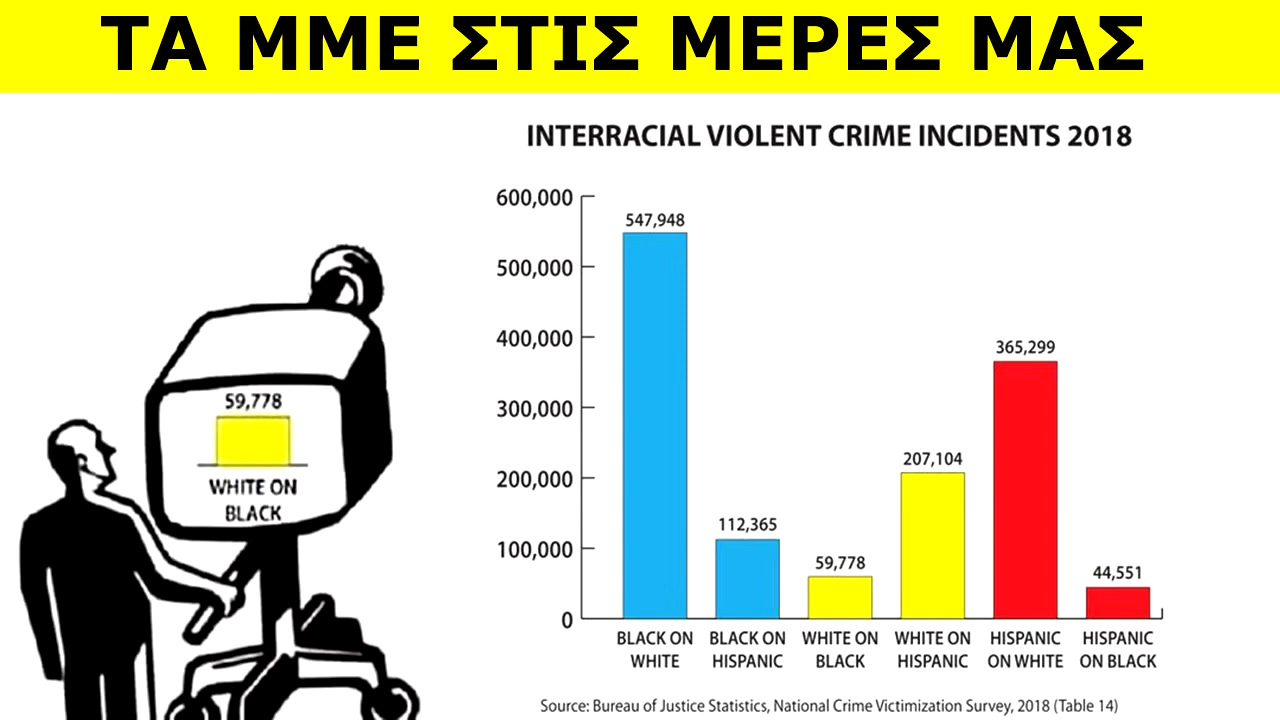 ΤΑ ΜΜΕ ΣΤΙΣ ΜΕΡΕΣ ΜΑΣ
INTERRACIAL VIOLENT CRIME INCIDENTS 2018
600,000
500,000
400,000
300,000
200,000
100,000
0
547,948
112,365
59,778
207,104
365,299
44,551
BLACK ON
WHITE
BLACK ON
HISPANIC
WHITE ON
BLACK
WHITE ON
HISPANIC
HISPANIC
ON WHITE
HISPANIC
ON BLACK
Source: Bureau of Justice Statistics, National Crime Victimization Survey, 2018 (Table 14)
59,778
WHITE ON
BLACK